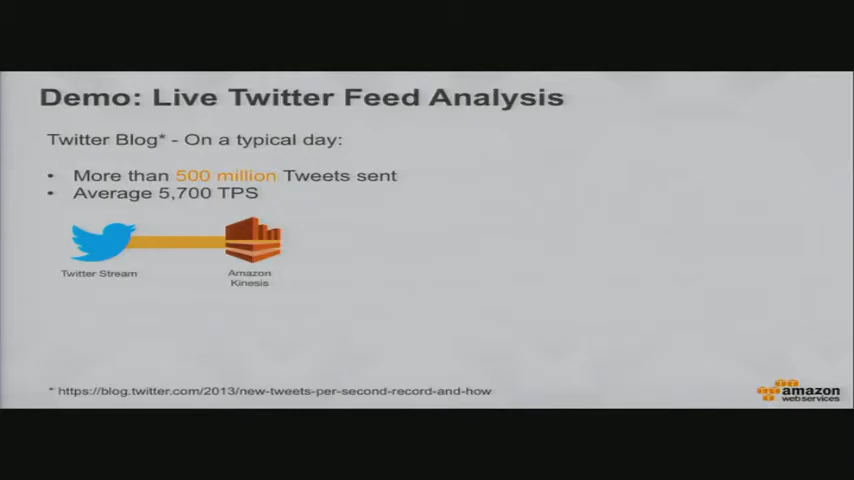 Demo: Live Twitter Feed Analysis
Twitter Blog* - On a typical day:
• More than 500 million Tweets sent
• Average 5,700 TPS
Twitter Stream
Amazon
Kinesis
* https://blog.twitter.com/2013/new-tweets-per-second-record-and-how
amazon
webservices